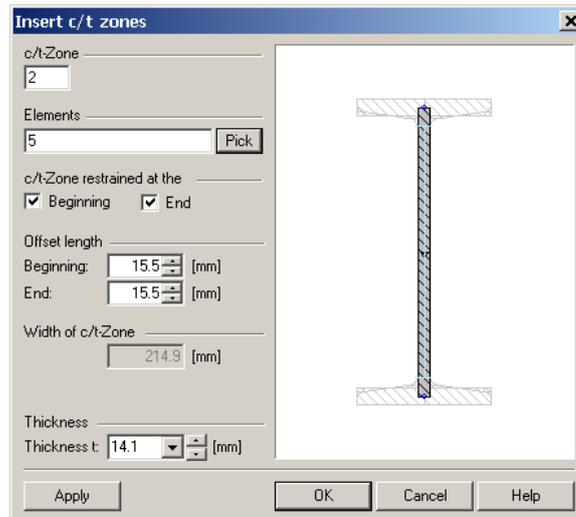 Insert c/t zones
c/t-Zone
2
Elements
5 Pick
c/t-Zone restrained at the
Beginning End
Offset length
Beginning: 15.5 [mm]
End: 15.5 [mm]
Width of c/t-Zone
214.9 [mm]
Thickness
Thickness t: 14.1 [mm]
Apply OK Cancel Help